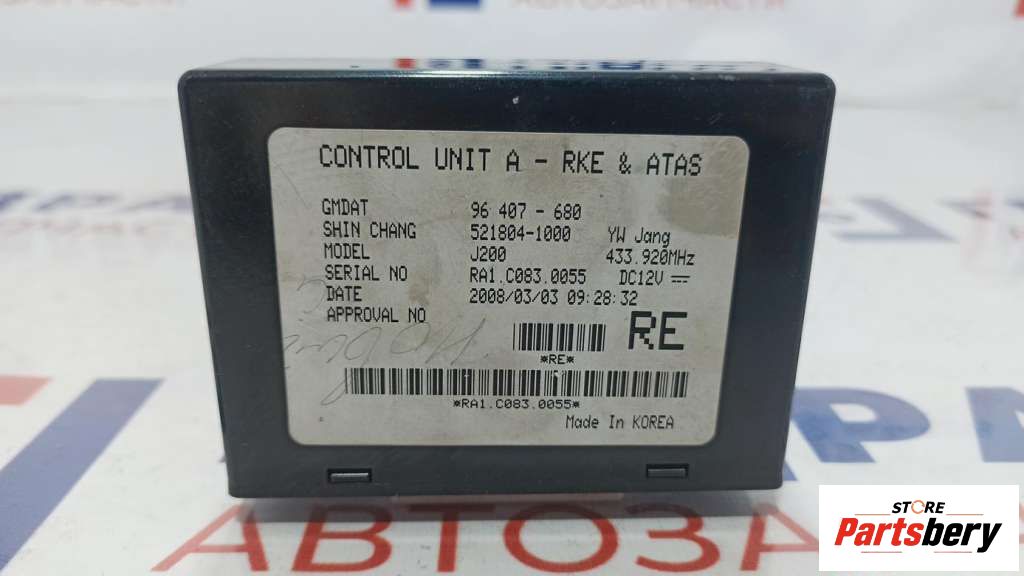 АВТОЗАПЧАСТИ
CONTROL UNIT A - RKE & ATAS
GMDAT 96 407 - 680
SHIN CHANG 521804-1000 YW Jang
MODEL J200 433.920MHz
SERIAL NO RA1.C083.0055 DC12V
DATE 2008/03/03 09:28:32
APPROVAL NO
RE
*RE*
*RA1.C083.0055*
Made In KOREA
АВТОЗАПЧ
STORE
Partsbery